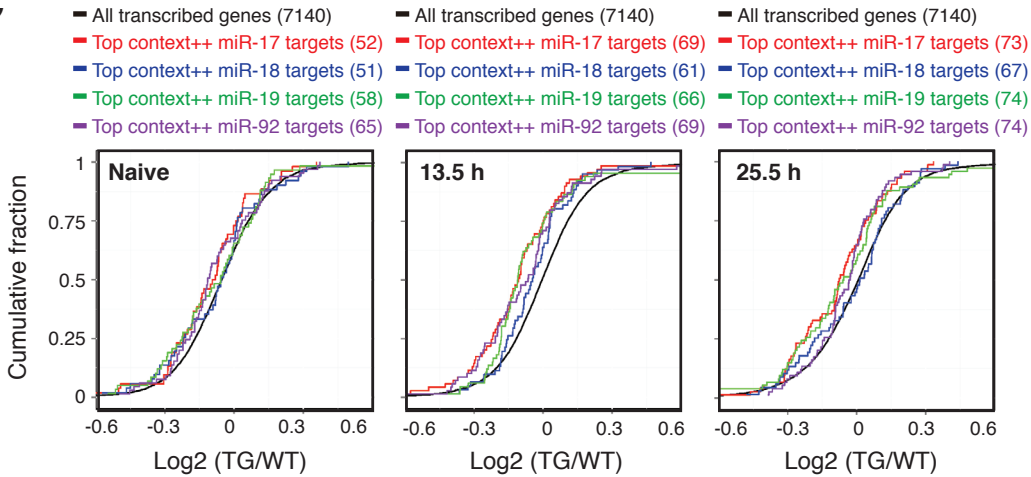 All transcribed genes (7140)
Top context++ miR-17 targets (52)
Top context++ miR-18 targets (51)
Top context++ miR-19 targets (58)
Top context++ miR-92 targets (65)
All transcribed genes (7140)
Top context++ miR-17 targets (69)
Top context++ miR-18 targets (61)
Top context++ miR-19 targets (66)
Top context++ miR-92 targets (69)
All transcribed genes (7140)
Top context++ miR-17 targets (73)
Top context++ miR-18 targets (67)
Top context++ miR-19 targets (74)
Top context++ miR-92 targets (74)
Cumulative fraction
1
0.75
0.5
0.25
0
Naive
-0.6 -0.3 0 0.3 0.6
Log2 (TG/WT)
13.5 h
-0.6 -0.3 0 0.3 0.6
Log2 (TG/WT)
25.5 h
-0.6 -0.3 0 0.3 0.6
Log2 (TG/WT)